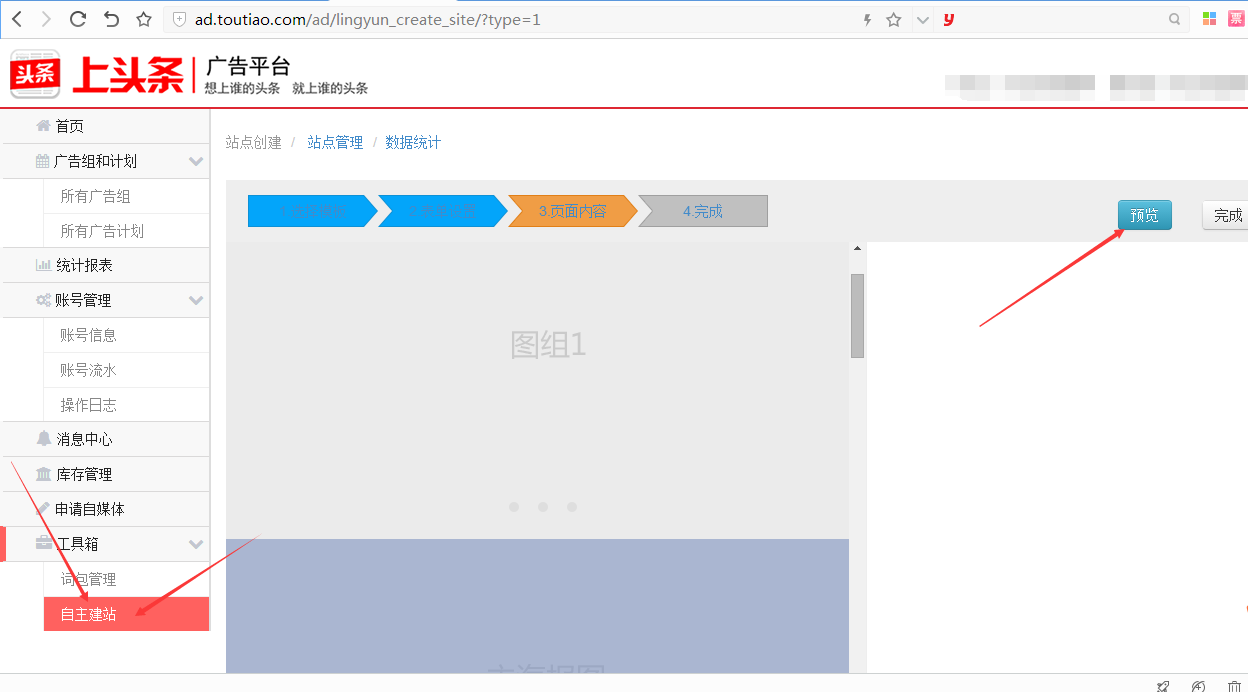 ad.toutiao.com/ad/lingyun_create_site/?type=1
y
票
头条
上头条
广告平台
想上谁的头条 就上谁的头条
首页
广告组和计划
所有广告组
所有广告计划
统计报表
账号管理
账号信息
账号流水
操作日志
消息中心
库存管理
申请自媒体
工具箱
词包管理
自主建站
站点创建 / 站点管理 / 数据统计
3.页面内容
4.完成
预览
完成
图组1